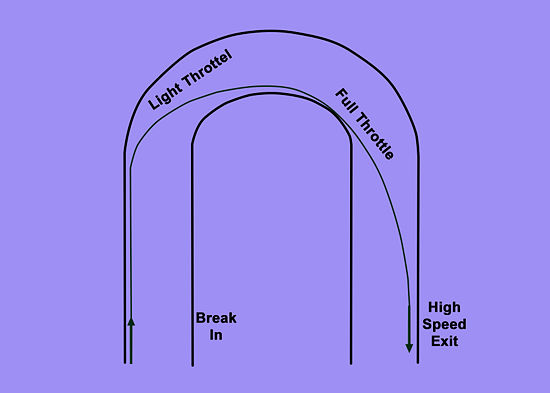 Light Throttel
Full Throttle
Break
In
High
Speed
Exit